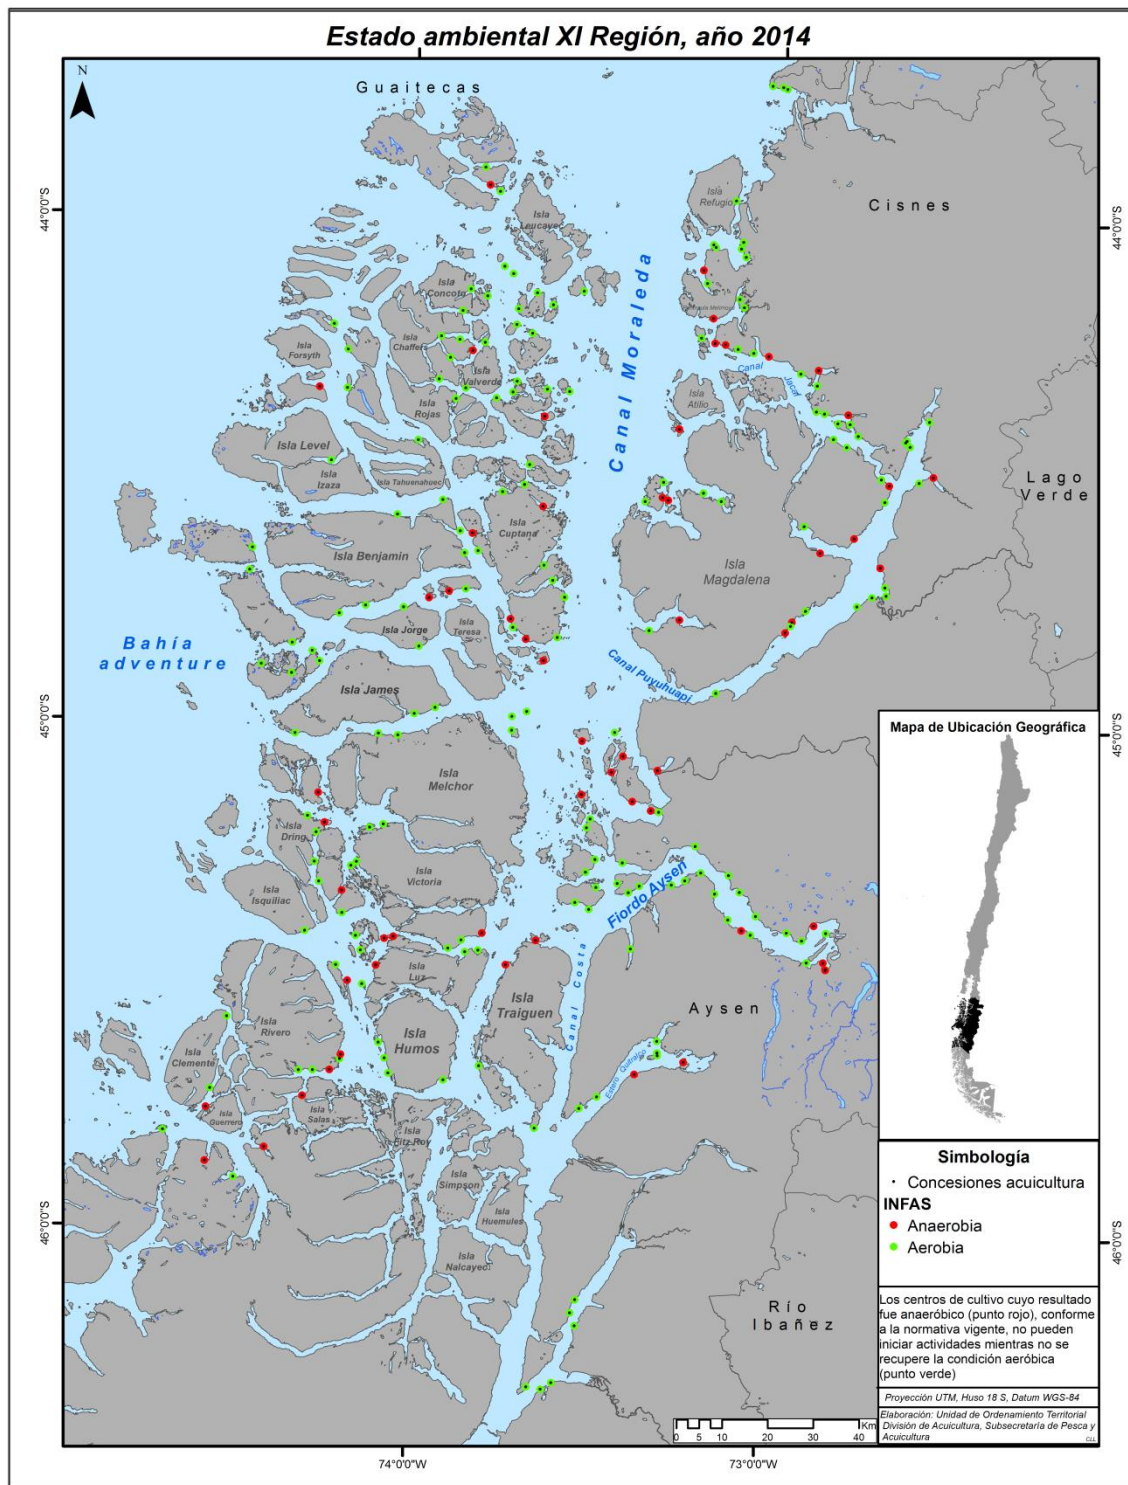 Estado ambiental XI Región, año 2014
N
Guaitecas
Isla
Refugio
Cisnes
Isla
Leucayec
44°0'0"S
44°0'0"S
Canal Moraleda
Isla
Concoto
Isla
Chaffers
Isla
Forsyth
Isla
Valverde
Canal
Jacaf
Isla
Rojas
Isla
Atilio
Isla Level
Isla
Izaza
Isla Tahuenahuec
Lago
Verde
Isla
Cuptana
Isla Benjamin
Isla
Magdalena
Isla Jorge
Isla
Teresa
Bahía
adventure
Canal Puyuhuapi
Isla James
45°0'0"S
45°0'0"S
Mapa de Ubicación Geográfica
Isla
Melchor
Isla
Dring
Isla
Victoria
Isla
Isquiliac
Fiordo Aysen
Isla
Luz
Canal Costa
Isla
Traiguen
Aysen
Isla
Rivero
Isla
Humos
Isla
Clemente
Estero Quitralco
Isla
Guerrero
Isla
Salas
Isla
Fitz Roy
Isla
Simpson
Isla
Huemules
46°0'0"S
46°0'0"S
Isla
Nalcayec
Río
Ibañez
Simbología
Concesiones acuicultura
INFAS
Anaerobia
Aerobia
Los centros de cultivo cuyo resultado
fue anaeróbico (punto rojo), conforme
a la normativa vigente, no pueden
iniciar actividades mientras no se
recupere la condición aeróbica
(punto verde)
Proyección UTM, Huso 18 S, Datum WGS-84
Elaboración: Unidad de Ordenamiento Territorial
División de Acuicultura, Subsecretaría de Pesca y
Acuicultura
CLL
Km
0 5 10 20 30 40
74°0'0"W
73°0'0"W